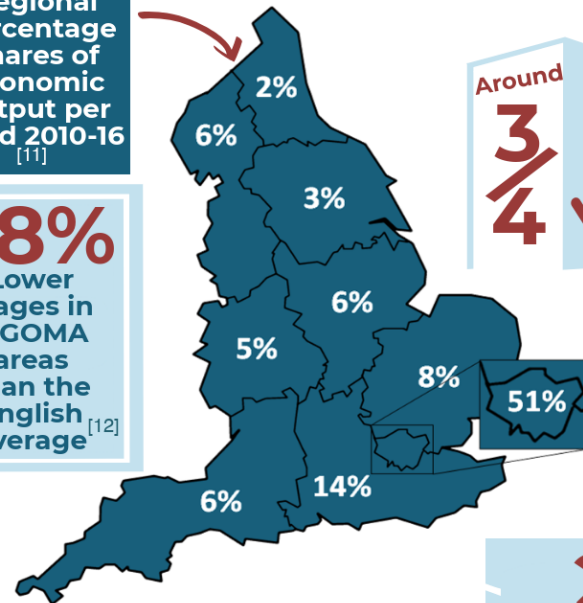 egional
rcentage
hares of
onomic
tput per
d 2010-16
[11]
8%
Lower
ages in
GOMA
areas
an the
nglish
verage [12]
2%
6%
3%
6%
5%
8%
51%
6%
14%
Around
3/4